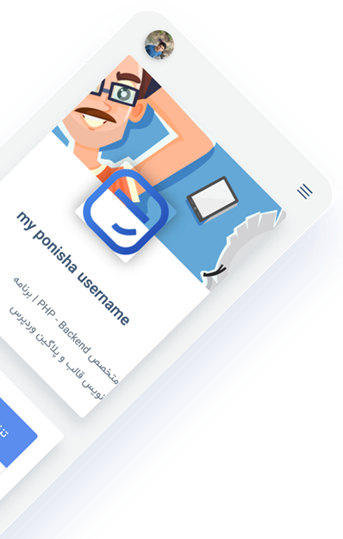 my ponisha username
متخصص PHP - Backend | برنامه
نویس قالب و پلاگین وردپرس